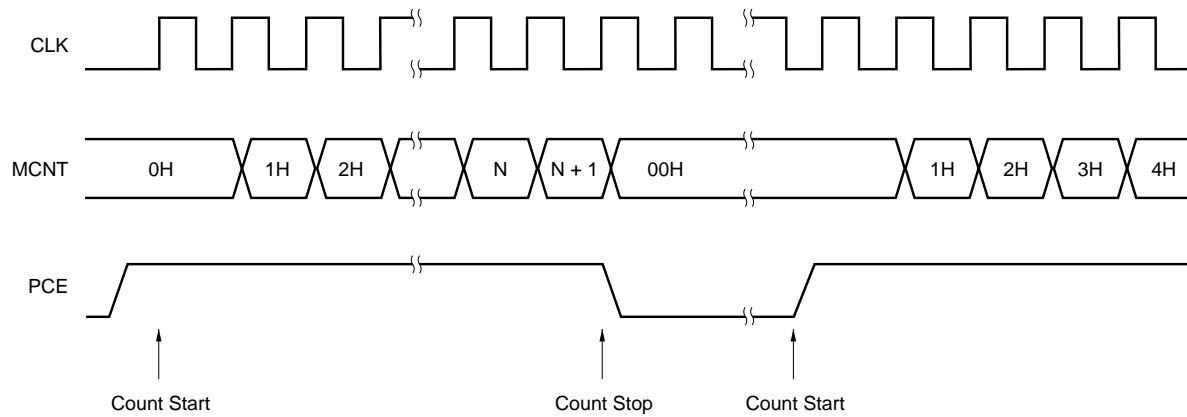 CLK
MCNT 0H 1H 2H N N + 1 00H 1H 2H 3H 4H
PCE
Count Start Count Stop Count Start